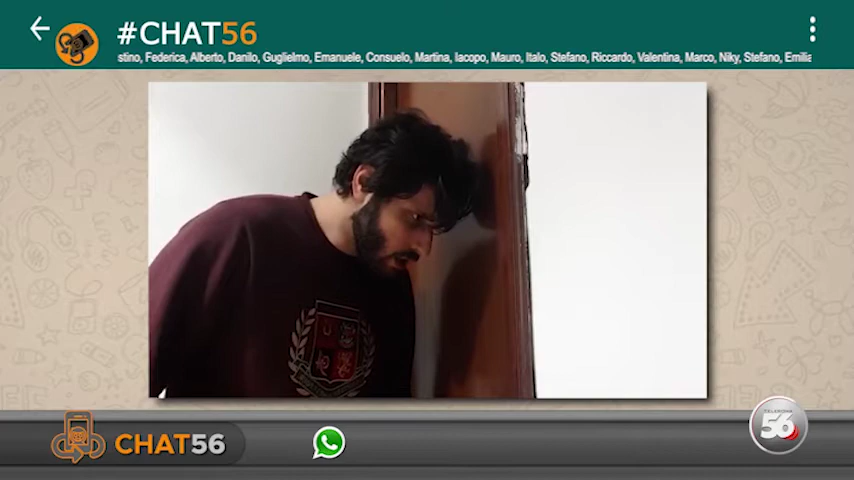 #CHAT56
stino, Federica, Alberto, Danilo, Guglielmo, Emanuele, Consuelo, Martina, Iacopo, Mauro, Italo, Stefano, Riccardo, Valentina, Marco, Niky, Stefano, Emilia
CHAT56
TELEROMA
56